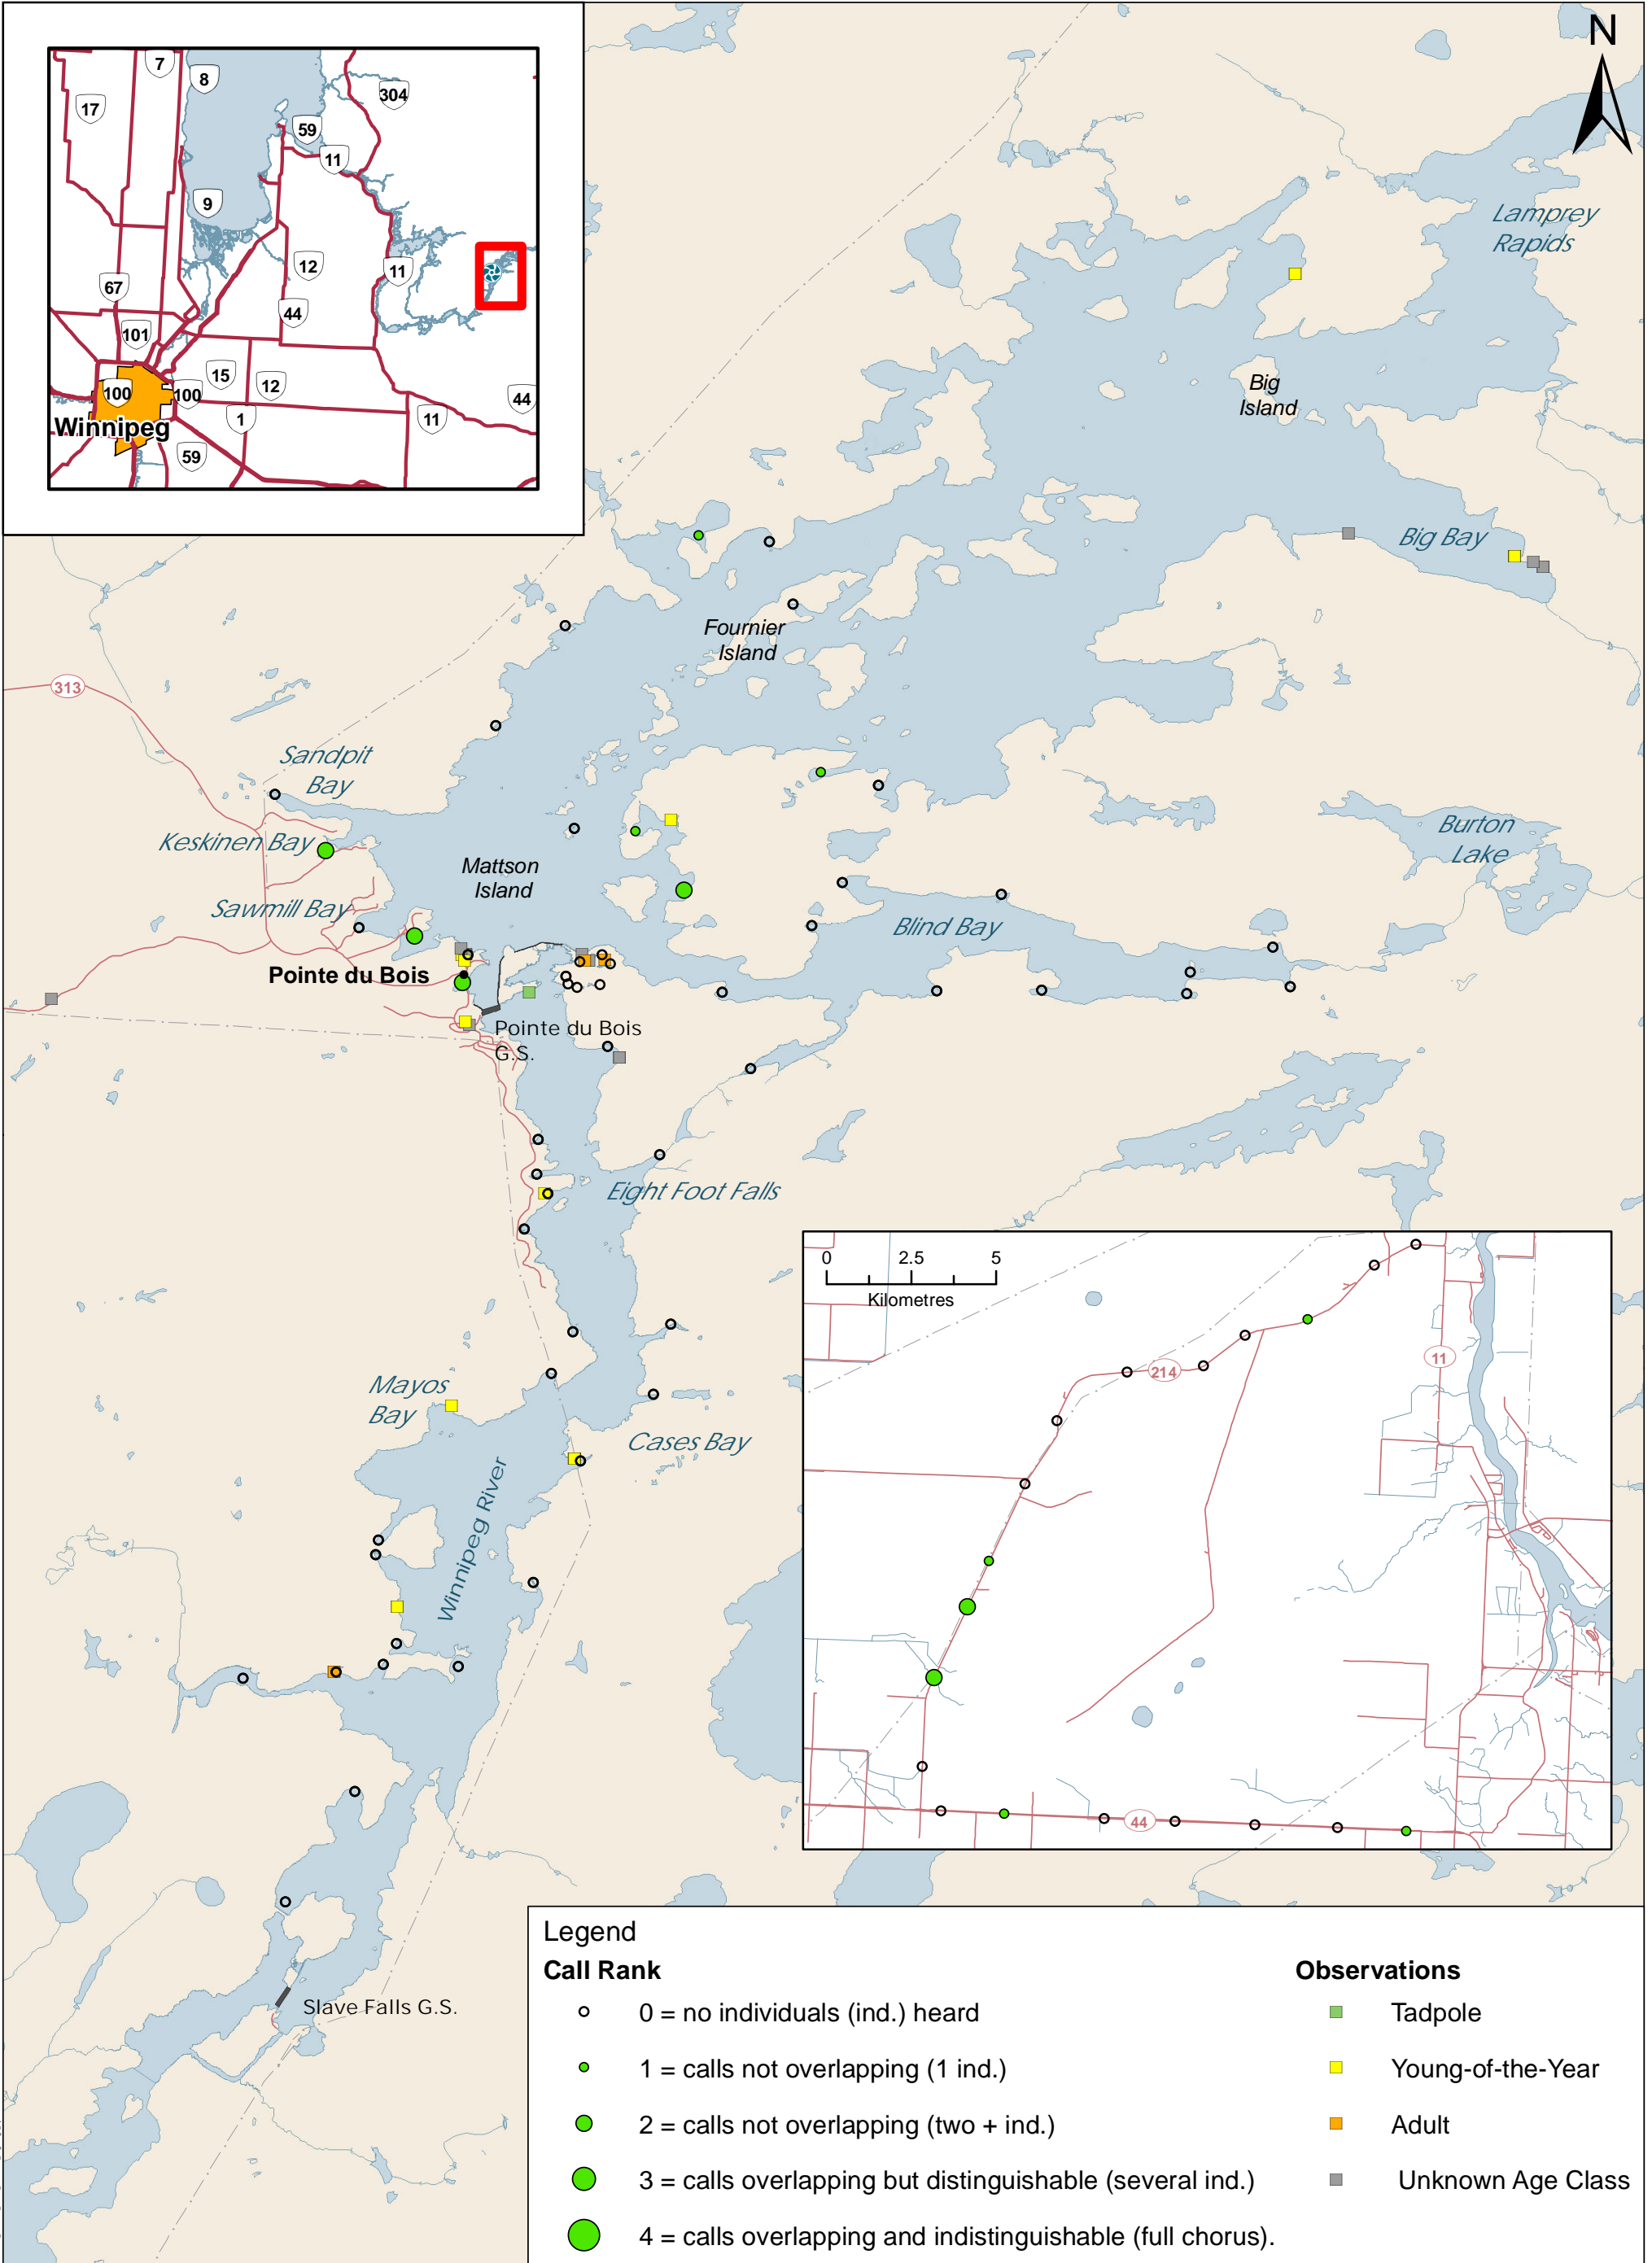 N
7
8
17
304
59
11
9
12
11
67
44
101
15
12
100
100
44
1
11
Winnipeg
59
Lamprey
Rapids
Big
Island
Big Bay
Fournier
Island
313
Sandpit
Bay
Keskinen Bay
Burton
Lake
Mattson
Island
Sawmill Bay
Blind Bay
Pointe du Bois
Pointe du Bois
G.S.
Eight Foot Falls
0 2.5 5
Kilometres
11
214
Mayos
Bay
Cases Bay
Winnipeg River
44
Slave Falls G.S.
Legend
Call Rank
0 = no individuals (ind.) heard
1 = calls not overlapping (1 ind.)
2 = calls not overlapping (two + ind.)
3 = calls overlapping but distinguishable (several ind.)
4 = calls overlapping and indistinguishable (full chorus).
Observations
Tadpole
Young-of-the-Year
Adult
Unknown Age Class